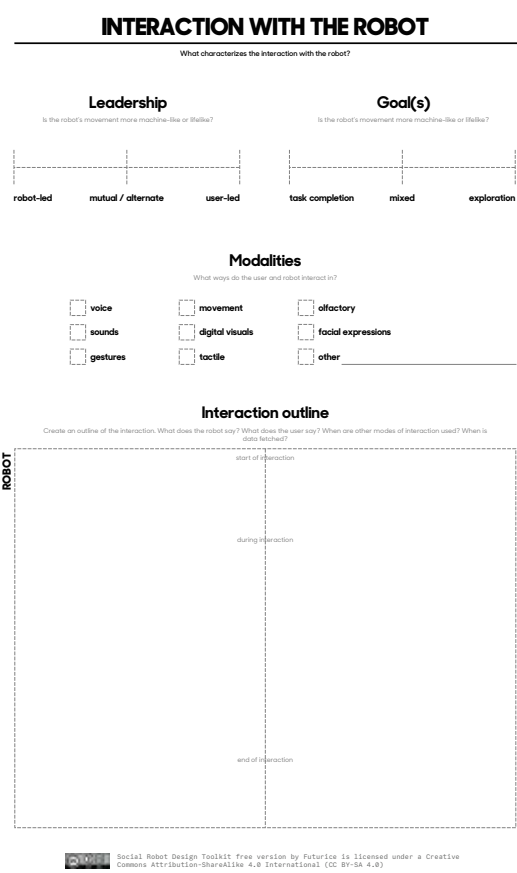 INTERACTION WITH THE ROBOT
What characterizes the interaction with the robot?
Leadership
Is the robot's movement more machine-like or lifelike?
robot-led mutual / alternate user-led
Goal(s)
Is the robot's movement more machine-like or lifelike?
task completion mixed exploration
Modalities
What ways do the user and robot interact in?
voice movement olfactory
sounds digital visuals facial expressions
gestures tactile other
Interaction outline
Create an outline of the interaction. What does the robot say? What does the user say? When are other modes of interaction used? When is
data fetched?
ROBOT
start of interaction
during interaction
end of interaction
Social Robot Design Toolkit free version by Futurice is licensed under a Creative
Commons Attribution-ShareAlike 4.0 International (CC BY-SA 4.0)